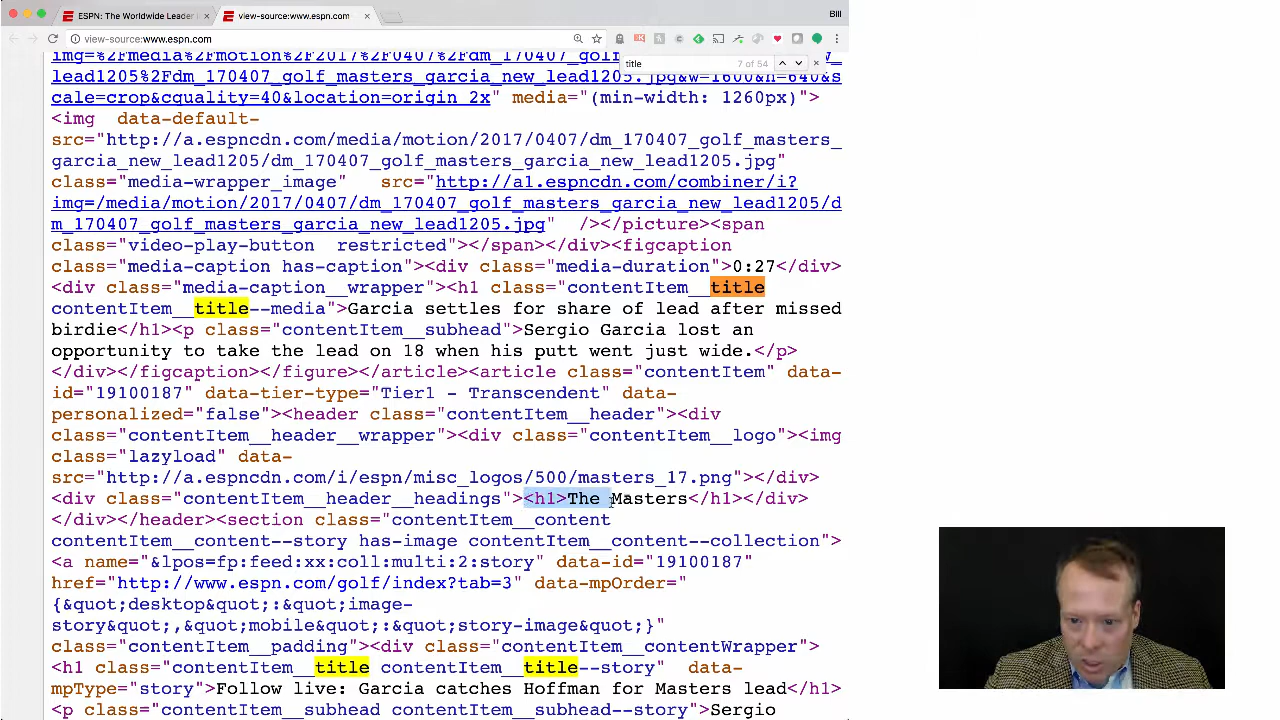 ESPN: The Worldwide Leader
view-source:www.espn.com
Bill
view-source:www.espn.com
title
7 of 54
img=%2Fmedia%2Fmotion%2F2017%2F0407%2Fdm_170407_golf_masters_garcia_new_
lead1205%2Fdm_170407_golf_masters_garcia_new_lead1205.jpg&w=1600&h=640&s
cale=crop&cquality=40&location=origin 2x" media="(min-width: 1260px)">
<img data-default-
src="http://a.espncdn.com/media/motion/2017/0407/dm_170407_golf_masters_
garcia_new_lead1205/dm_170407_golf_masters_garcia_new_lead1205.jpg"
class="media-wrapper_image" src="http://a1.espncdn.com/combiner/i?
img=/media/motion/2017/0407/dm_170407_golf_masters_garcia_new_lead1205/d
m_170407_golf_masters_garcia_new_lead1205.jpg" /></picture><span
class="video-play-button restricted"></span></div><figcaption
class="media-caption has-caption"><div class="media-duration">0:27</div>
<div class="media-caption__wrapper"><h1 class="contentItem__title
contentItem__title--media">Garcia settles for share of lead after missed
birdie</h1><p class="contentItem__subhead">Sergio Garcia lost an
opportunity to take the lead on 18 when his putt went just wide.</p>
</div></figcaption></figure></article><article class="contentItem" data-
id="19100187" data-tier-type="Tier1 - Transcendent" data-
personalized="false"><header class="contentItem__header"><div
class="contentItem__header__wrapper"><div class="contentItem__logo"><img
class="lazyload" data-
src="http://a.espncdn.com/i/espn/misc_logos/500/masters_17.png"></div>
<div class="contentItem__header__headings"><h1>The Masters</h1></div>
</div></header><section class="contentItem__content
contentItem__content--story has-image contentItem__content--collection">
<a name="&lpos=fp:feed:xx:coll:multi:2:story" data-id="19100187"
href="http://www.espn.com/golf/index?tab=3" data-mpOrder="
{&quot;desktop&quot;:&quot;image-
story&quot;,&quot;mobile&quot;:&quot;story-image&quot;}"
class="contentItem__padding"><div class="contentItem__contentWrapper">
<h1 class="contentItem__title contentItem__title--story" data-
mpType="story">Follow live: Garcia catches Hoffman for Masters lead</h1>
<p class="contentItem__subhead contentItem__subhead--story">Sergio